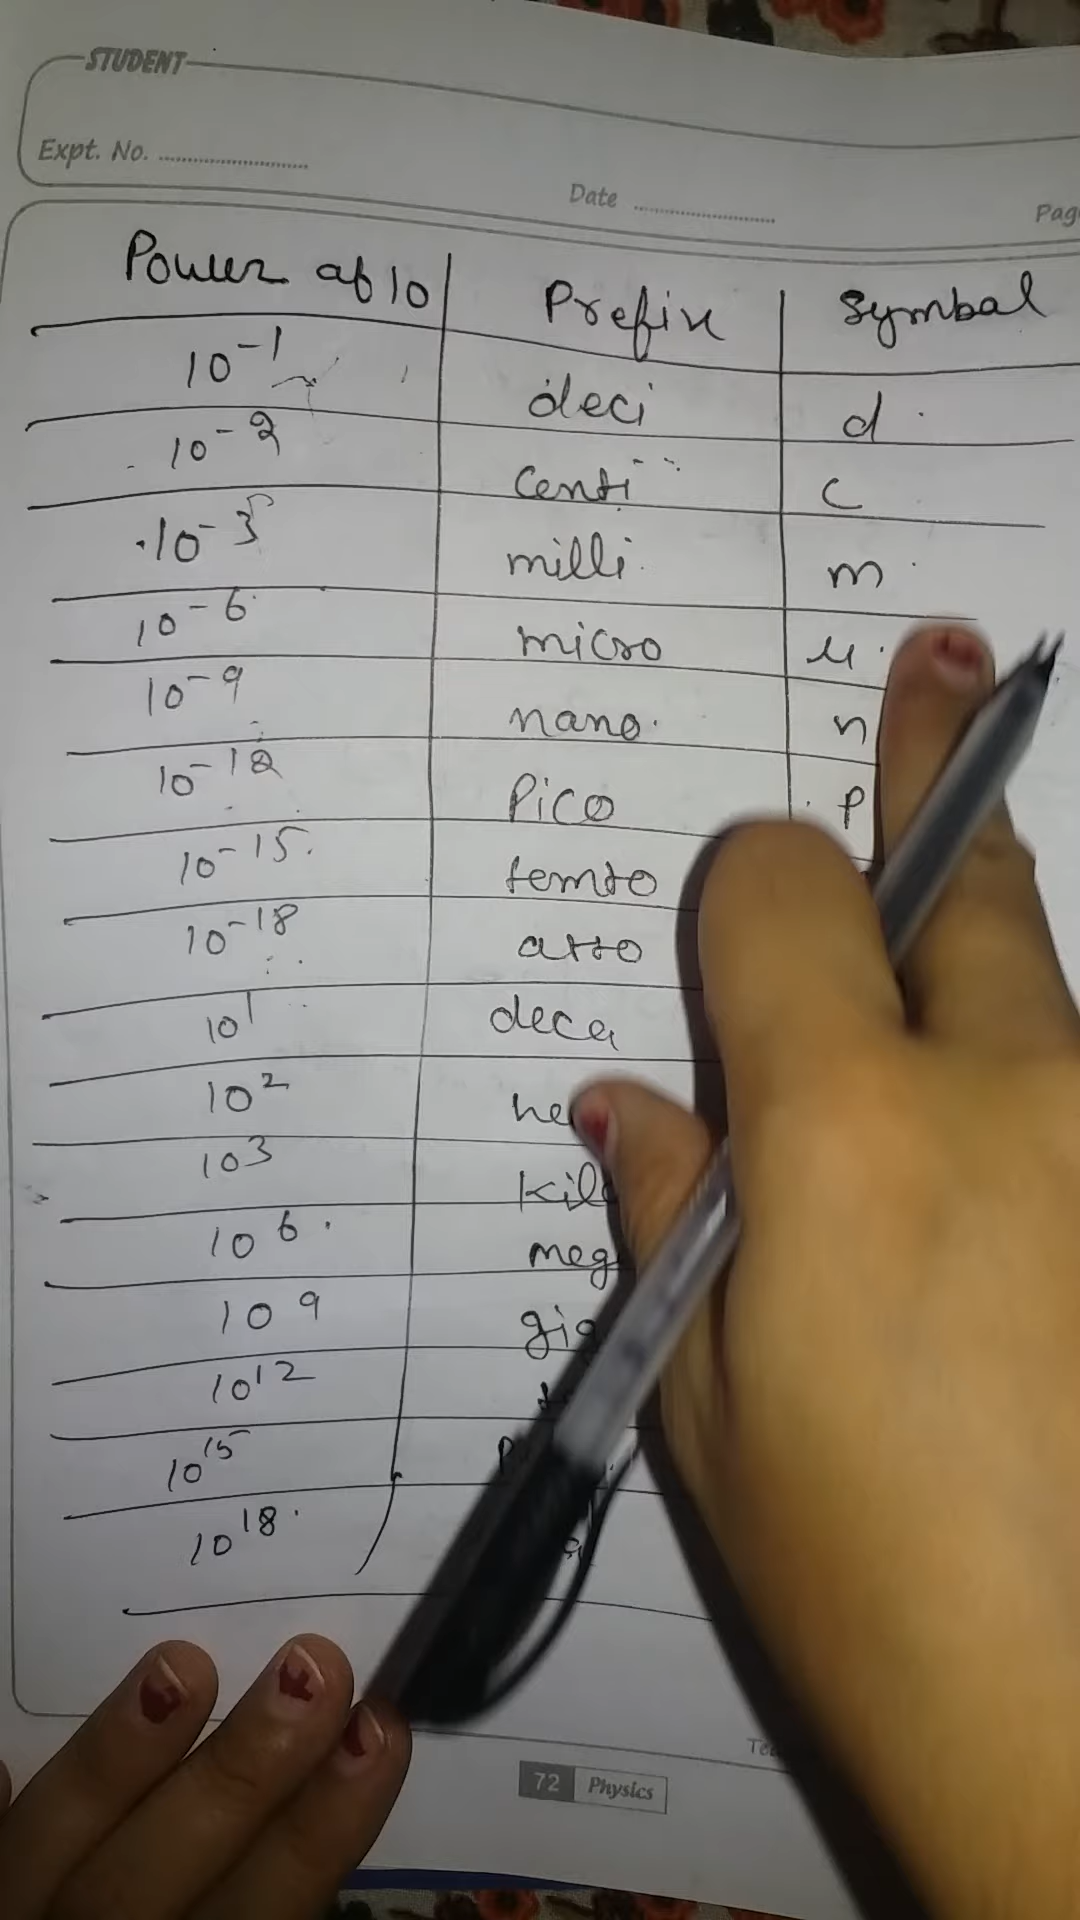 STUDENT
Expt. No.
Date
Power of 10 Prefix Symbol
10⁻¹ deci d
10⁻² centi c
10⁻³ milli m
10⁻⁶ micro μ
10⁻⁹ nano n
10⁻¹² Pico P
10⁻¹⁵ femto
10⁻¹⁸ atto
10¹ deca
10²
10³
10⁶
10⁹
10¹²
10¹⁵
10¹⁸
72 Physics